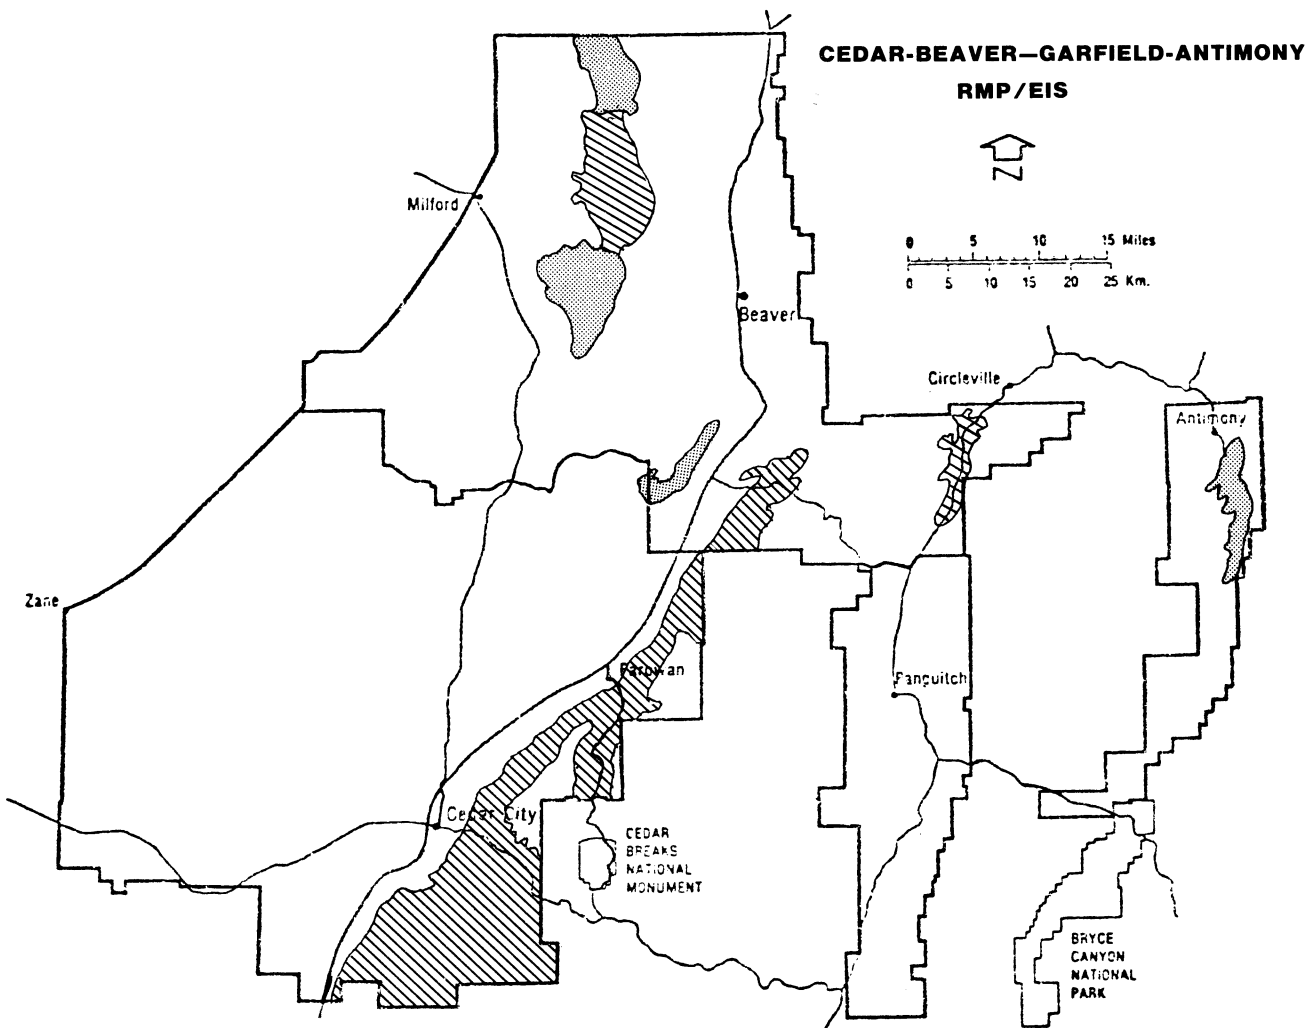 CEDAR-BEAVER—GARFIELD-ANTIMONY
RMP/EIS
N
Milford
0 5 10 15 Miles
0 5 10 15 20 25 Km.
Beaver
Circleville
Antimony
Zane
Parowan
Panguitch
Cedar City
CEDAR
BREAKS
NATIONAL
MONUMENT
BRYCE
CANYON
NATIONAL
PARK